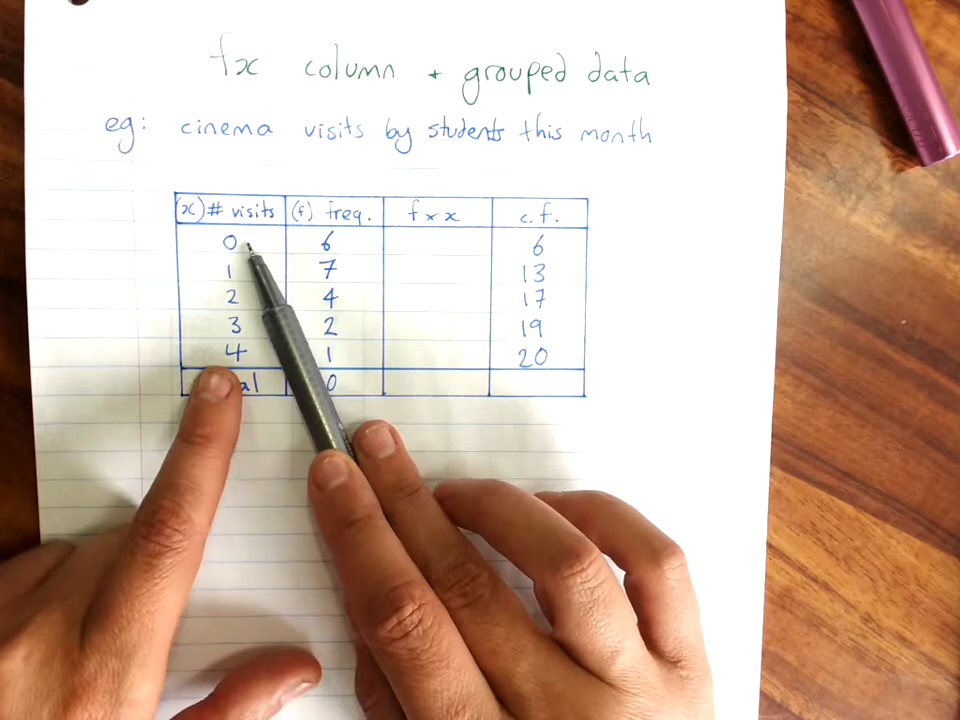 fx column + grouped data
eg: cinema visits by students this month
(x) # visits (f) freq. f x x c.f.
0 6 6
1 7 13
2 4 17
3 2 19
4 1 20